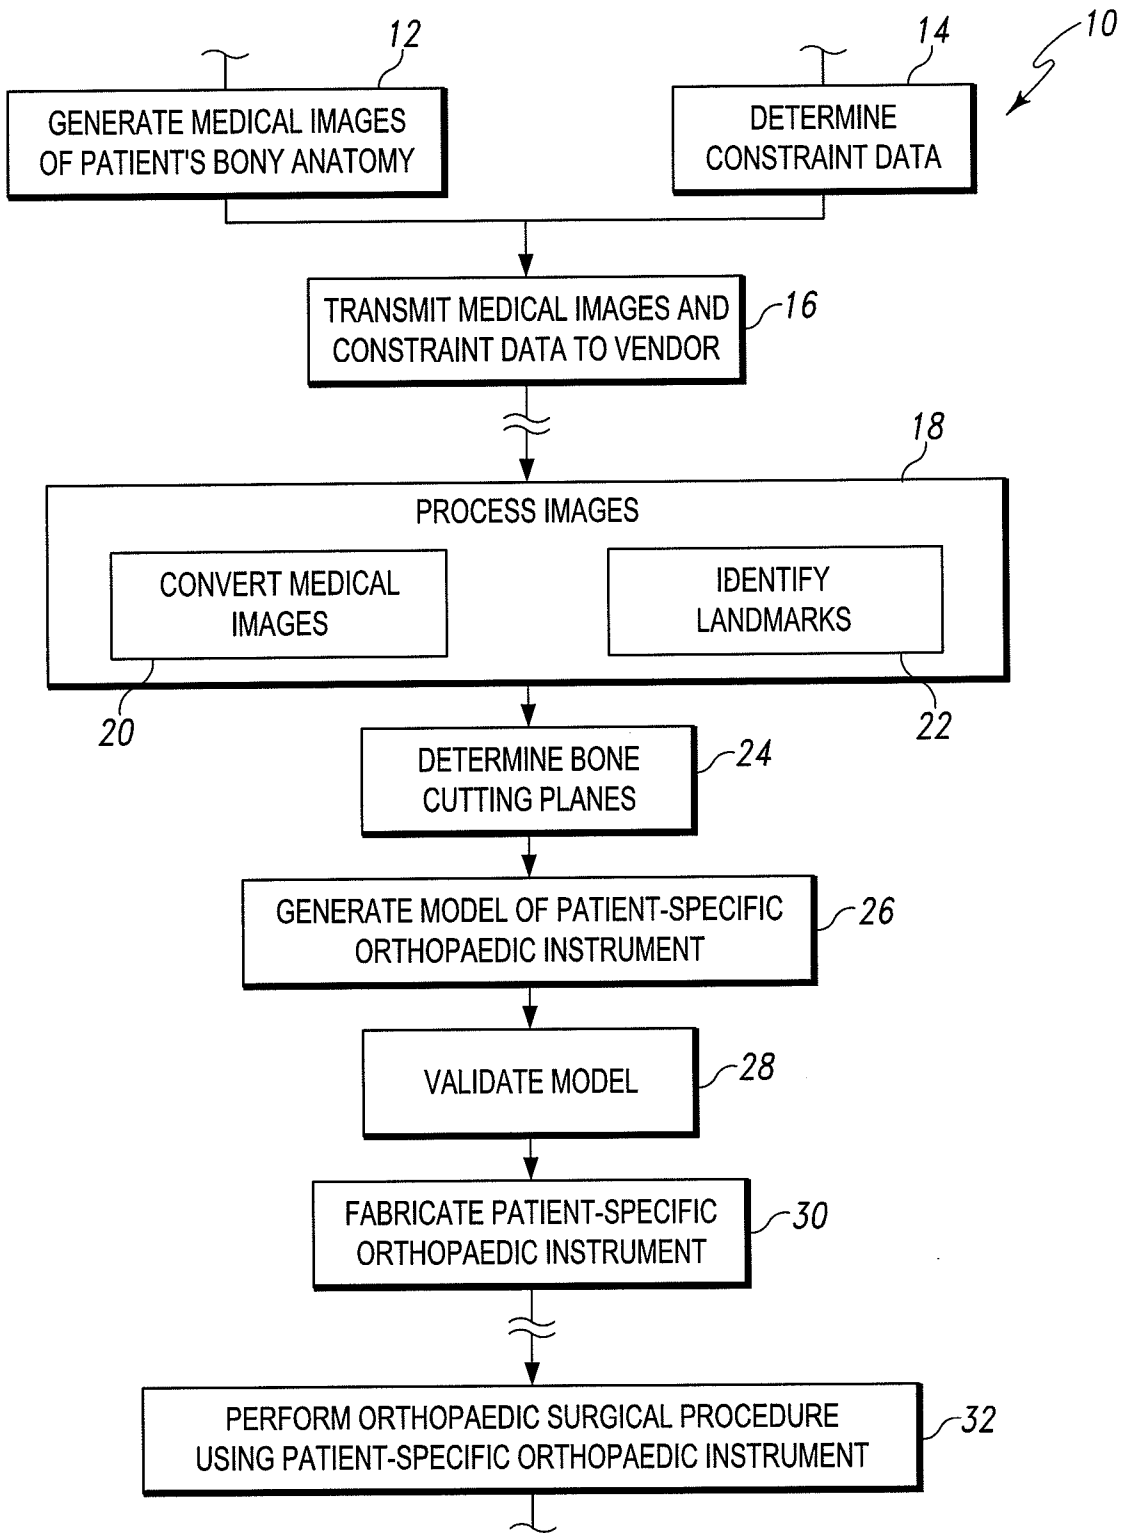 10
12
GENERATE MEDICAL IMAGES
OF PATIENT'S BONY ANATOMY
14
DETERMINE
CONSTRAINT DATA
TRANSMIT MEDICAL IMAGES AND
CONSTRAINT DATA TO VENDOR
16
18
PROCESS IMAGES
CONVERT MEDICAL
IMAGES
20
IDENTIFY
LANDMARKS
22
DETERMINE BONE
CUTTING PLANES
24
GENERATE MODEL OF PATIENT-SPECIFIC
ORTHOPAEDIC INSTRUMENT
26
VALIDATE MODEL
28
FABRICATE PATIENT-SPECIFIC
ORTHOPAEDIC INSTRUMENT
30
PERFORM ORTHOPAEDIC SURGICAL PROCEDURE
USING PATIENT-SPECIFIC ORTHOPAEDIC INSTRUMENT
32